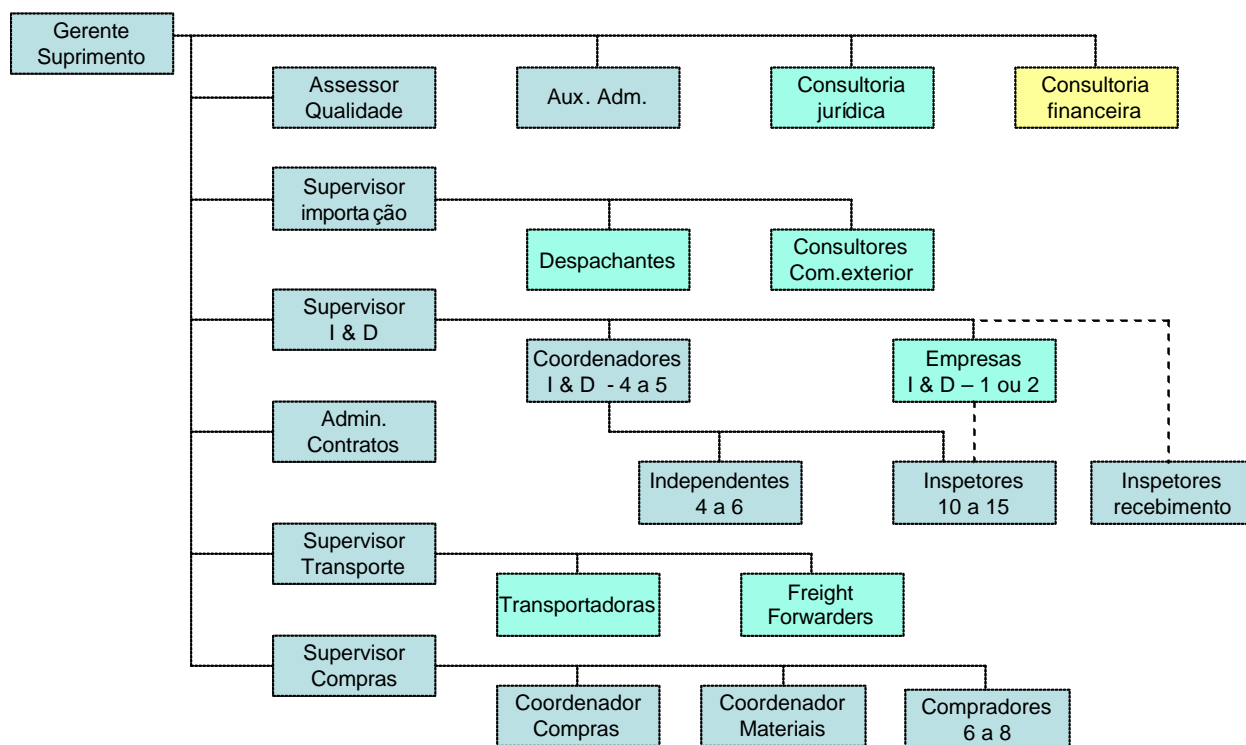 Gerente
Suprimento
Assessor
Qualidade
Aux. Adm.
Consultoria
jurídica
Consultoria
financeira
Supervisor
importa ção
Despachantes
Consultores
Com.exterior
Supervisor
I & D
Coordenadores
I & D - 4 a 5
Empresas
I & D – 1 ou 2
Admin.
Contratos
Independentes
4 a 6
Inspetores
10 a 15
Inspetores
recebimento
Supervisor
Transporte
Transportadoras
Freight
Forwarders
Supervisor
Compras
Coordenador
Compras
Coordenador
Materiais
Compradores
6 a 8